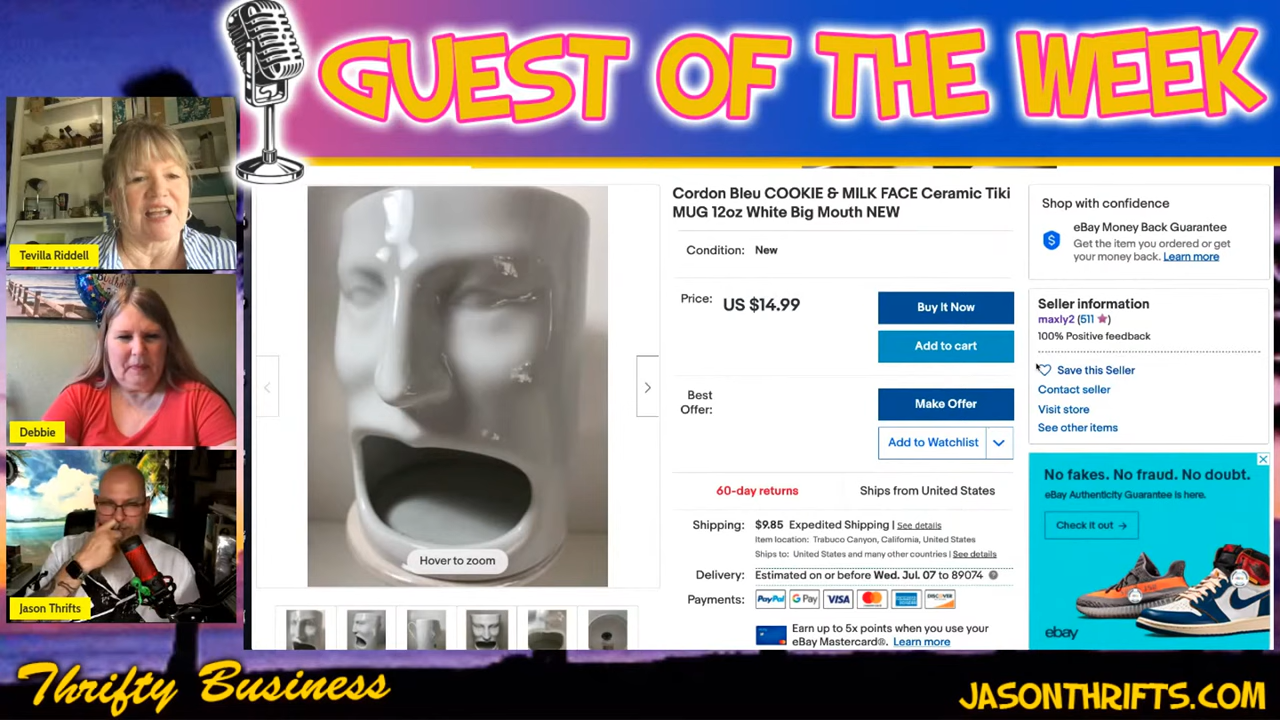 GUEST OF THE WEEK
Tevilla Riddell
Debbie
Jason Thrifts
Hover to zoom
Cordon Bleu COOKIE & MILK FACE Ceramic Tiki
MUG 12oz White Big Mouth NEW
Condition: New
Price: US $14.99
Buy It Now
Add to cart
Best
Offer:
Make Offer
Add to Watchlist
60-day returns
Ships from United States
Shipping: $9.85 Expedited Shipping | See details
Item location: Trabuco Canyon, California, United States
Ships to: United States and many other countries | See details
Delivery: Estimated on or before Wed. Jul. 07 to 89074
Payments: PayPal G Pay VISA
Earn up to 5x points when you use your
eBay Mastercard®. Learn more
Shop with confidence
eBay Money Back Guarantee
Get the item you ordered or get
your money back. Learn more
Seller information
maxly2 (511)
100% Positive feedback
Save this Seller
Contact seller
Visit store
See other items
No fakes. No fraud. No doubt.
eBay Authenticity Guarantee is here.
Check it out →
ebay
Thrifty Business
JASONTHRIFTS.COM